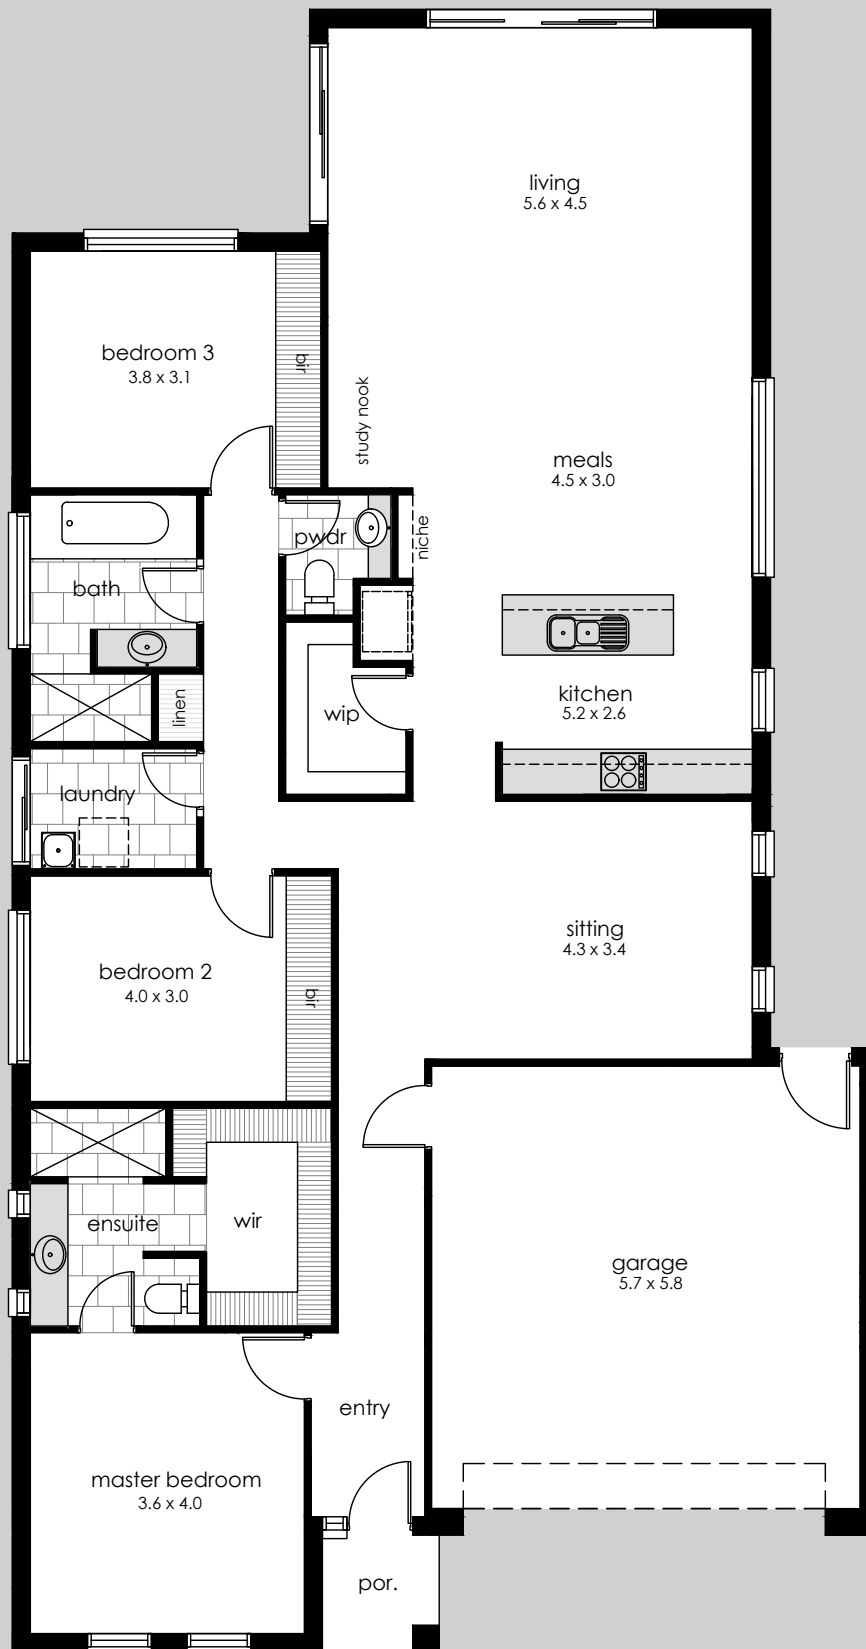 living
5.6 x 4.5
bedroom 3
3.8 x 3.1
bir
study nook
meals
4.5 x 3.0
pwdr
niche
bath
kitchen
5.2 x 2.6
linen
wip
laundry
sitting
4.3 x 3.4
bedroom 2
4.0 x 3.0
bir
ensuite
wir
garage
5.7 x 5.8
entry
master bedroom
3.6 x 4.0
por.